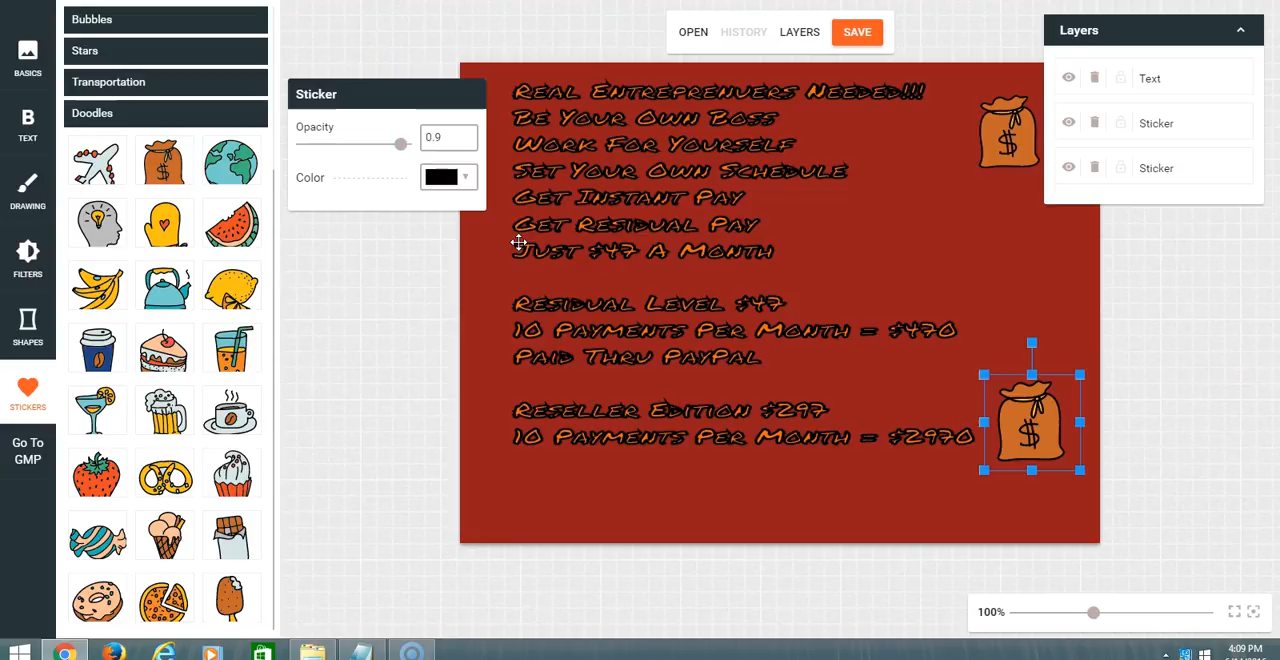 Bubbles
Stars
Transportation
Doodles
BASICS
B
TEXT
DRAWING
FILTERS
SHAPES
STICKERS
Go To
GMP
Sticker
Opacity
0.9
Color
OPEN HISTORY LAYERS SAVE
Real Entreprenuers Needed!!!
Be Your Own Boss
Work For Yourself
Set Your Own Schedule
Get Instant Pay
Get Residual Pay
Just $47 A Month
Residual Level $47
10 Payments Per Month = $470
Paid Thru PayPal
Reseller Edition $297
10 Payments Per Month = $2970
$
$
Layers
Text
Sticker
Sticker
100%
4:09 PM